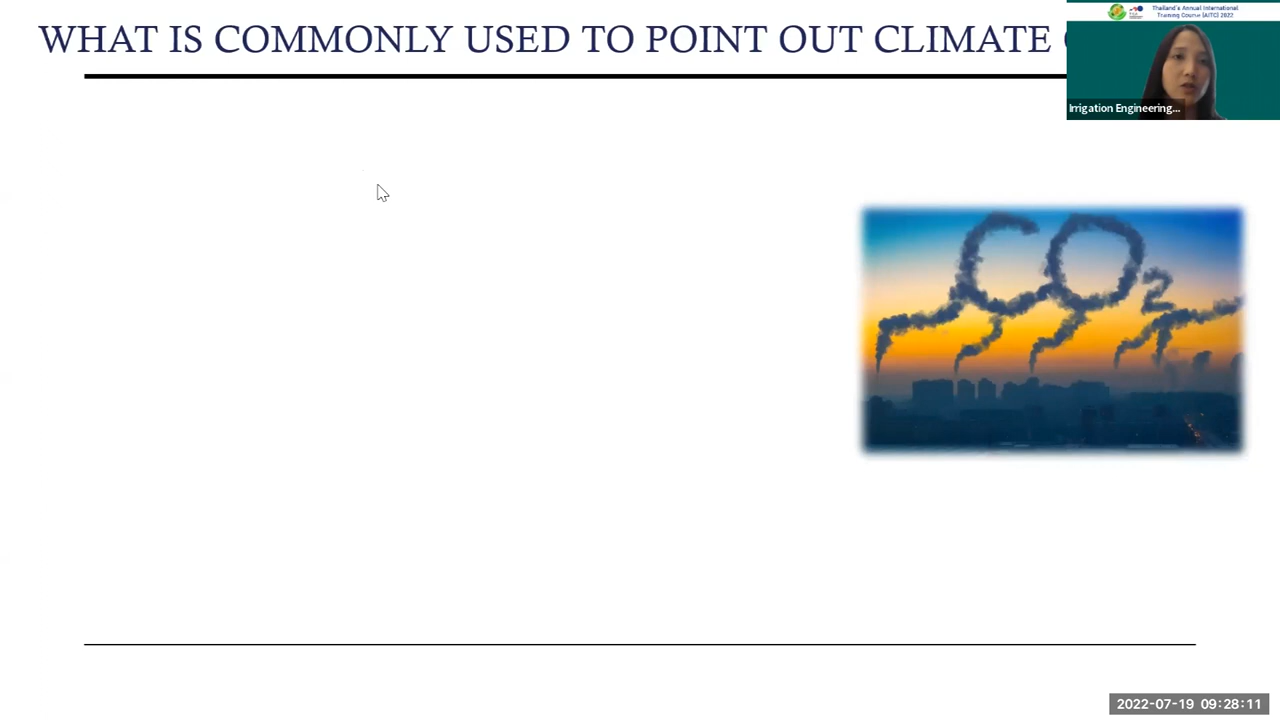 WHAT IS COMMONLY USED TO POINT OUT CLIMATE
Thailand's Annual International
Training Course (AITC) 2022
Irrigation Engineering...
CO2
2022-07-19 09:28:11